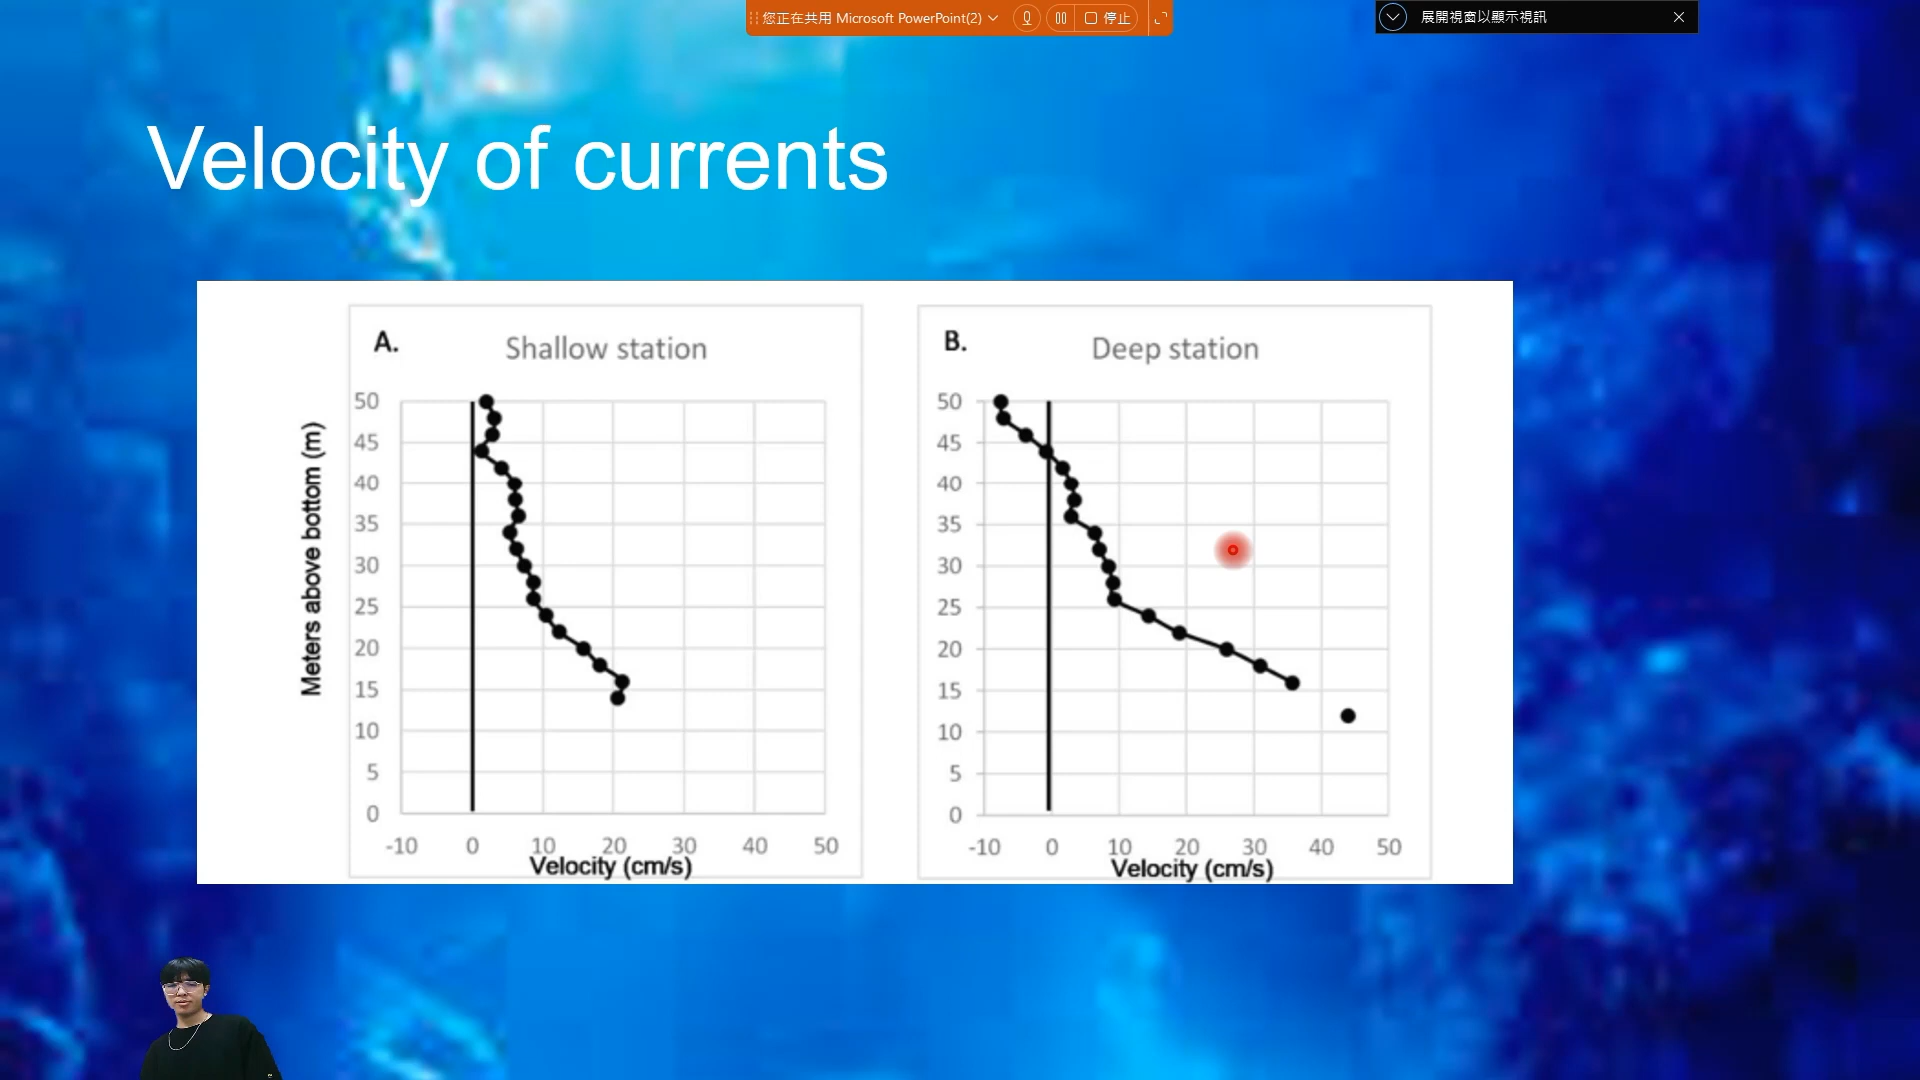 您正在共用 Microsoft PowerPoint(2)
停止
展開視窗以顯示視訊
Velocity of currents
A.
Shallow station
Meters above bottom (m)
50
45
40
35
30
25
20
15
10
5
0
-10 0 10 20 30 40 50
Velocity (cm/s)
B.
Deep station
50
45
40
35
30
25
20
15
10
5
0
-10 0 10 20 30 40 50
Velocity (cm/s)